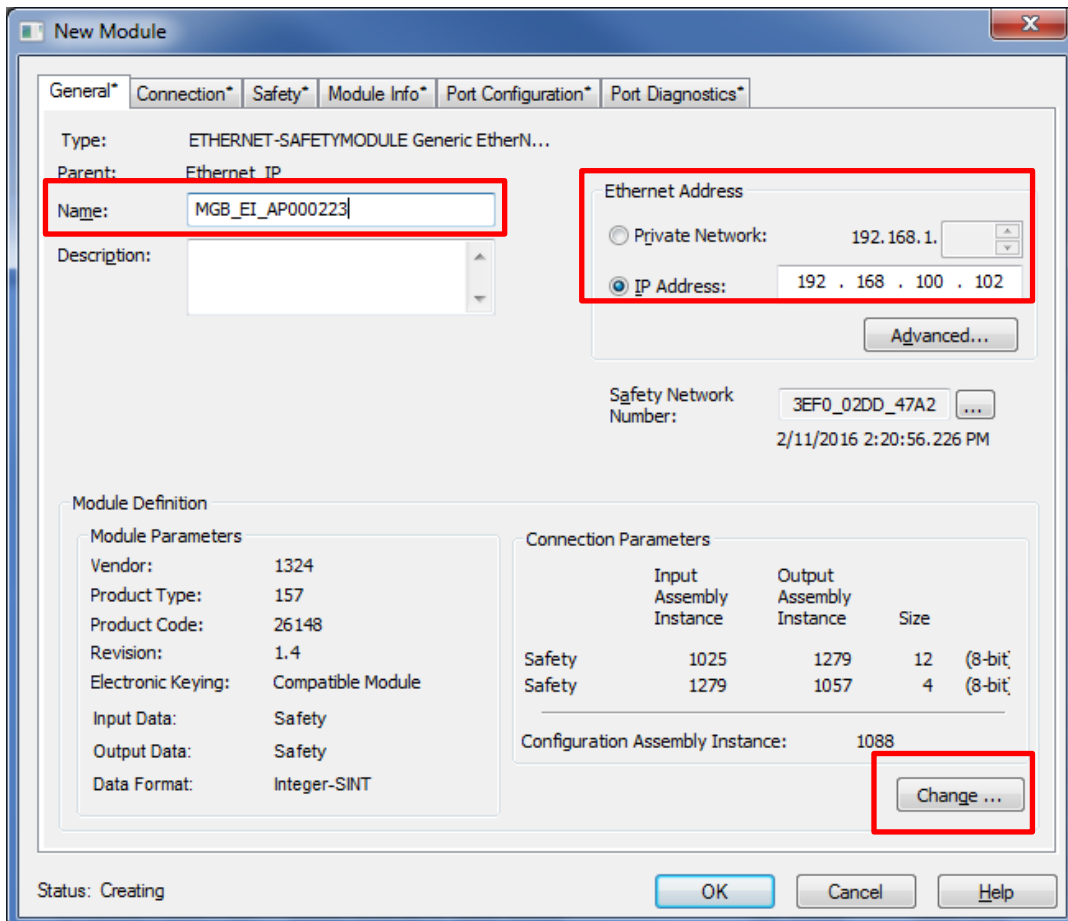 New Module
General* Connection* Safety* Module Info* Port Configuration* Port Diagnostics*
Type: ETHERNET-SAFETYMODULE Generic EtherN...
Parent: Ethernet_IP
Name: MGB_EI_AP000223
Description:
Ethernet Address
Private Network: 192.168.1.
IP Address: 192 . 168 . 100 . 102
Advanced...
Safety Network
Number:
3EF0_02DD_47A2 ...
2/11/2016 2:20:56.226 PM
Module Definition
Module Parameters
Vendor: 1324
Product Type: 157
Product Code: 26148
Revision: 1.4
Electronic Keying: Compatible Module
Input Data: Safety
Output Data: Safety
Data Format: Integer-SINT
Connection Parameters
Input
Assembly
Instance
Output
Assembly
Instance
Size
Safety 1025 1279 12 (8-bit)
Safety 1279 1057 4 (8-bit)
Configuration Assembly Instance: 1088
Change ...
Status: Creating
OK Cancel Help